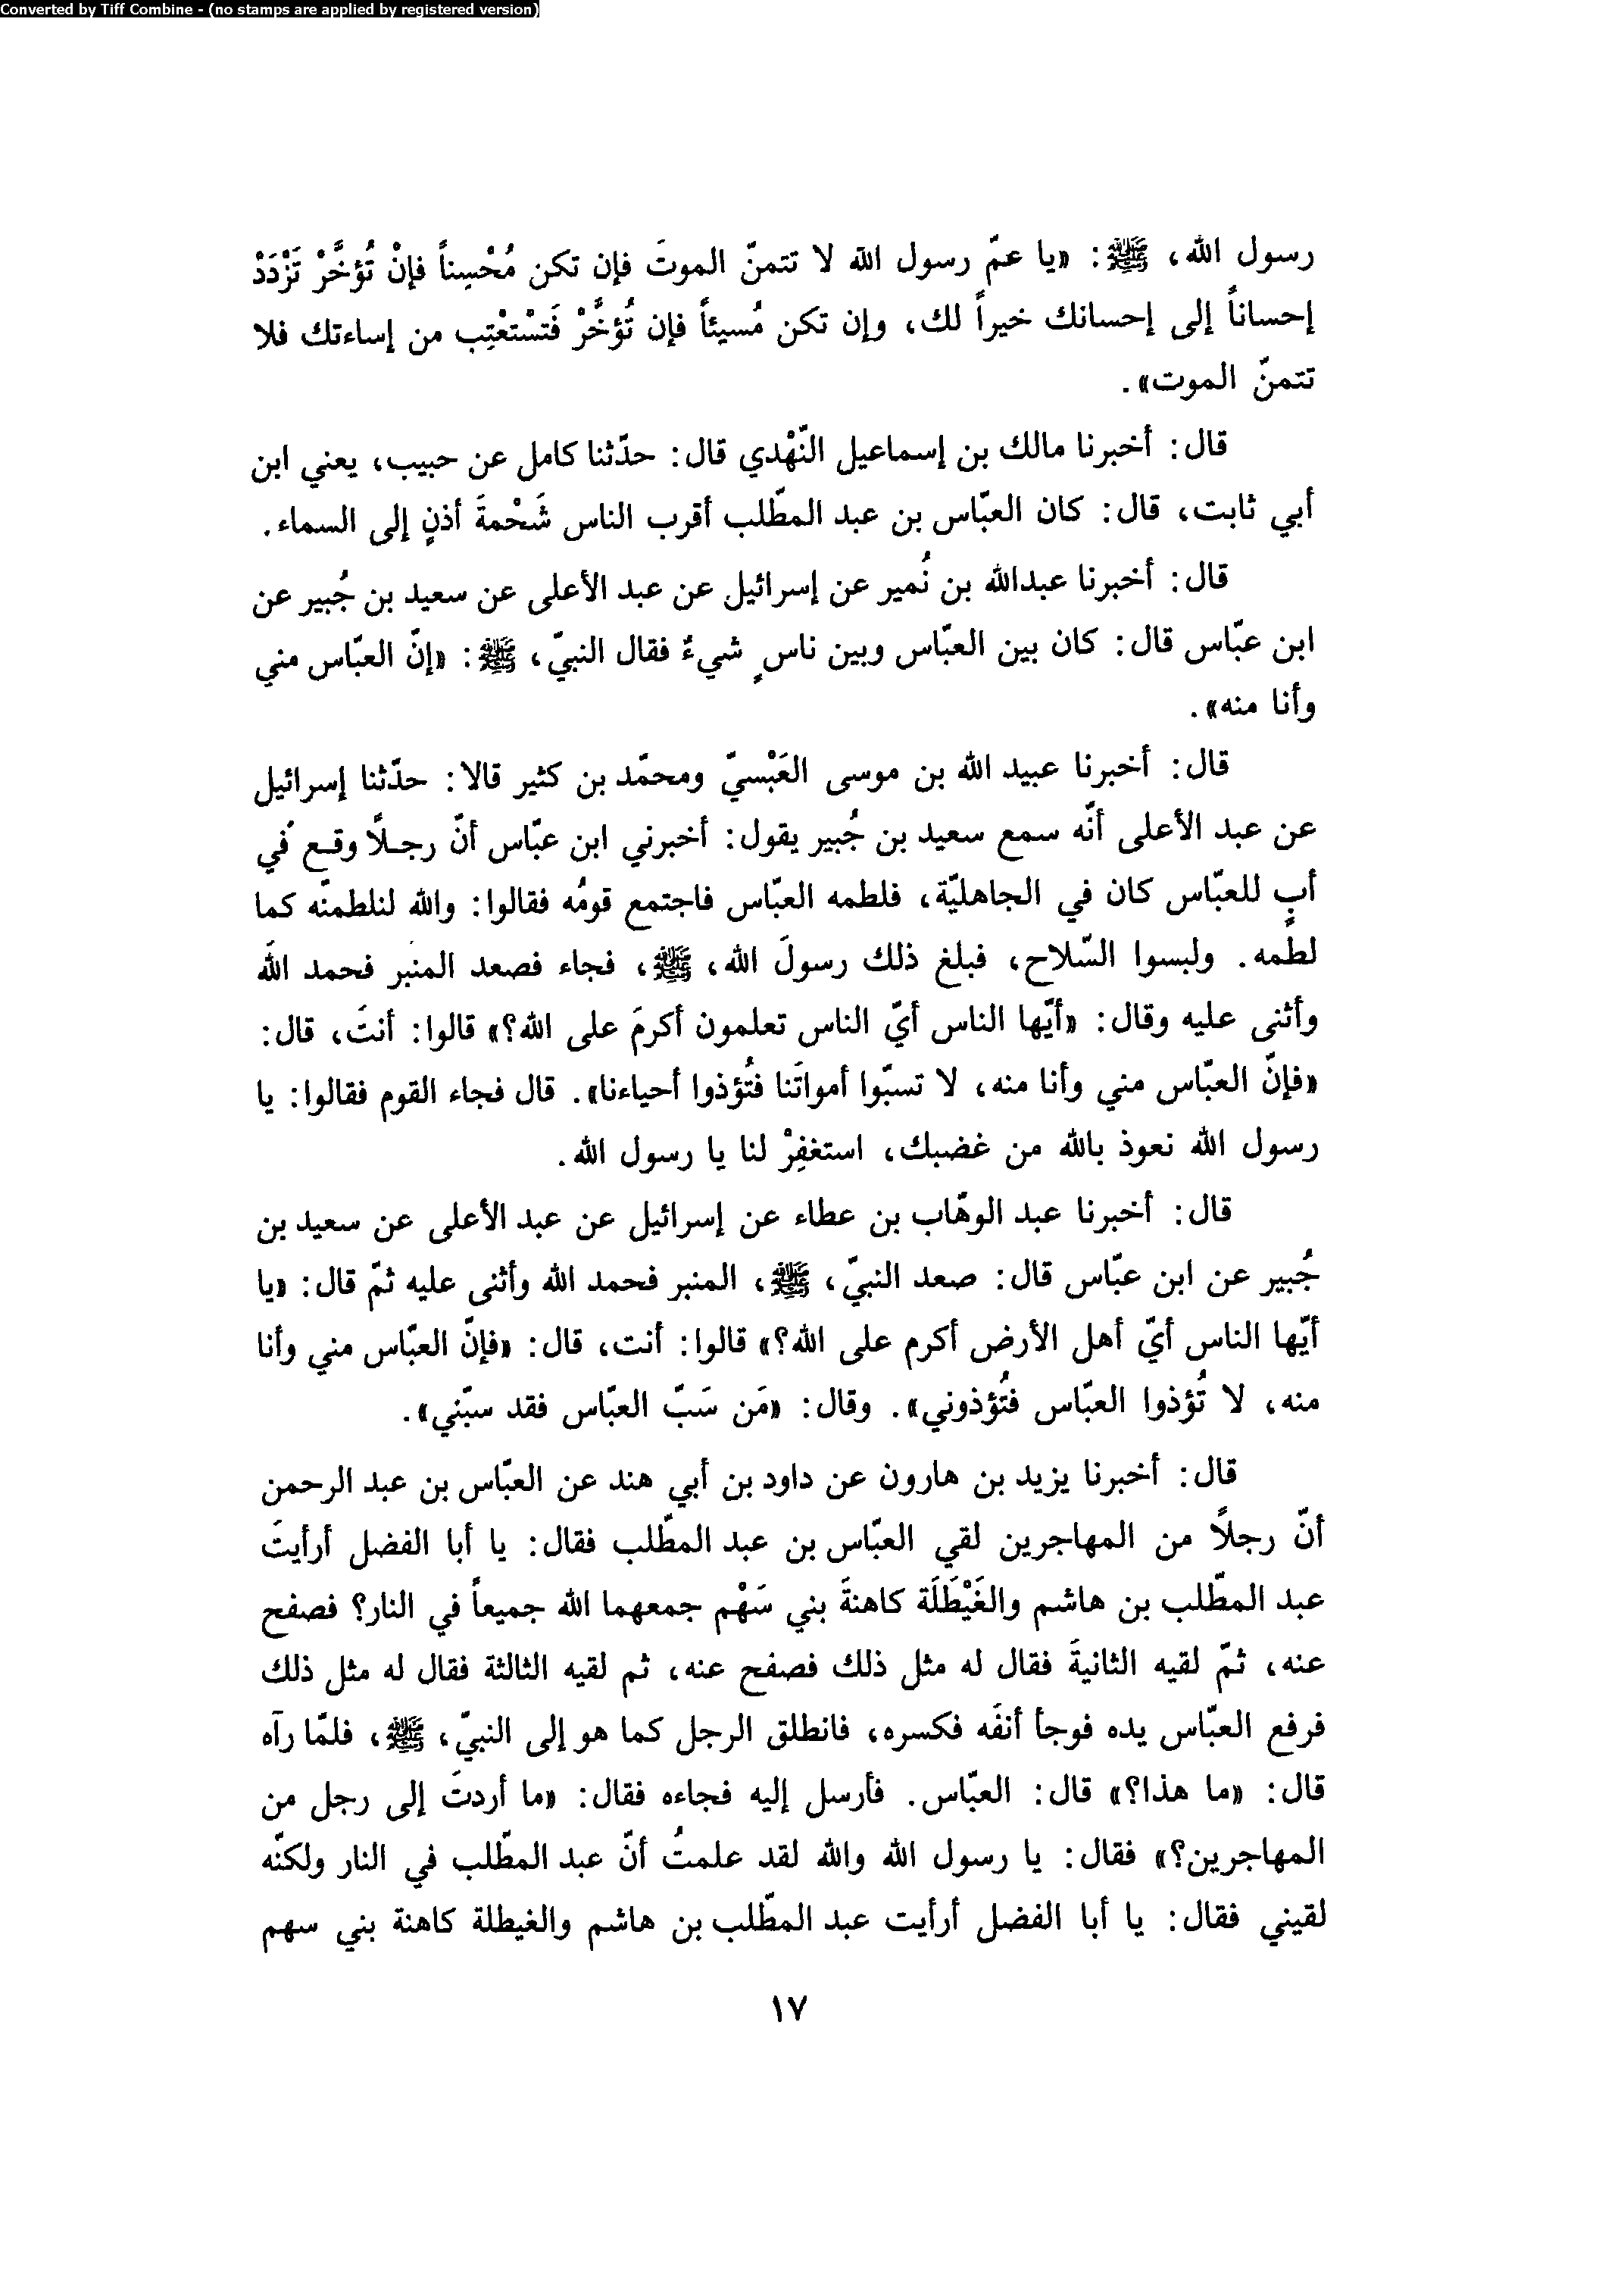 Converted by Tiff Combine - (no stamps are applied by registered version)
رسول الله، ﷺ: «يا عمّ رسول الله لا تتمنّ الموتَ فإن تكن مُحْسِناً فإنْ تُؤخَّرْ تَزْدَدْ
إحساناً إلى إحسانك خيراً لك، وإن تكن مُسيئاً فإن تُؤخَّرْ فَتسْتعْتِب من إساءتك فلا
تتمنّ الموت».
قال: أخبرنا مالك بن إسماعيل النّهْدي قال: حدّثنا كامل عن حبيب، يعني ابن
أبي ثابت، قال: كان العبّاس بن عبد المطّلب أقرب الناس شَحْمةَ أذنٍ إلى السماء.
قال: أخبرنا عبدالله بن نُمير عن إسرائيل عن عبد الأعلى عن سعيد بن جُبير عن
ابن عبّاس قال: كان بين العبّاس وبين ناسٍ شيءٌ فقال النبيّ، ﷺ: «إنّ العبّاس مني
وأنا منه».
قال: أخبرنا عبيد الله بن موسى العَبْسيّ ومحمّد بن كثير قالا: حدّثنا إسرائيل
عن عبد الأعلى أنّه سمع سعيد بن جُبير يقول: أخبرني ابن عبّاس أنّ رجلاً وقع في
أبٍ للعبّاس كان في الجاهليّة، فلطمه العبّاس فاجتمع قومُه فقالوا: والله لنلطمنّه كما
لطمه. ولبسوا السّلاح، فبلغ ذلك رسولَ الله، ﷺ، فجاء فصعد المنبر فحمد الله
وأثنى عليه وقال: «أيّها الناس أيّ الناس تعلمون أكرمَ على الله؟» قالوا: أنتَ، قال:
«فإنّ العبّاس مني وأنا منه، لا تسبّوا أمواتَنا فتُؤذوا أحياءنا». قال فجاء القوم فقالوا: يا
رسول الله نعوذ بالله من غضبك، استغفِرْ لنا يا رسول الله.
قال: أخبرنا عبد الوهّاب بن عطاء عن إسرائيل عن عبد الأعلى عن سعيد بن
جُبير عن ابن عبّاس قال: صعد النبيّ، ﷺ، المنبر فحمد الله وأثنى عليه ثمّ قال: «يا
أيّها الناس أيّ أهل الأرض أكرم على الله؟» قالوا: أنت، قال: «فإنّ العبّاس مني وأنا
منه، لا تُؤذوا العبّاس فتُؤذوني». وقال: «مَن سَبّ العبّاس فقد سبّني».
قال: أخبرنا يزيد بن هارون عن داود بن أبي هند عن العبّاس بن عبد الرحمن
أنّ رجلاً من المهاجرين لقي العبّاس بن عبد المطّلب فقال: يا أبا الفضل أرأيتَ
عبد المطّلب بن هاشم والغَيْطَلَة كاهنةَ بني سَهْم جمعهما الله جميعاً في النار؟ فصفح
عنه، ثمّ لقيه الثانيةَ فقال له مثل ذلك فصفح عنه، ثم لقيه الثالثة فقال له مثل ذلك
فرفع العبّاس يده فوجأ أنفَه فكسره، فانطلق الرجل كما هو إلى النبيّ، ﷺ، فلمّا رآه
قال: «ما هذا؟» قال: العبّاس. فأرسل إليه فجاءه فقال: «ما أردتَ إلى رجل من
المهاجرين؟» فقال: يا رسول الله والله لقد علمتُ أنّ عبد المطّلب في النار ولكنّه
لقيني فقال: يا أبا الفضل أرأيت عبد المطّلب بن هاشم والغيطلة كاهنة بني سهم
١٧